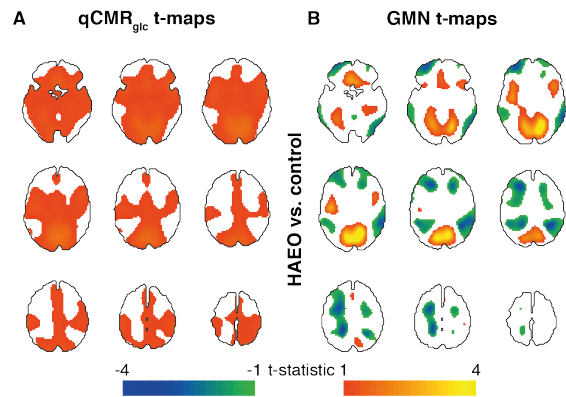 A qCMRglc t-maps
B GMN t-maps
HAEO vs. control
-4 -1 t-statistic 1 4